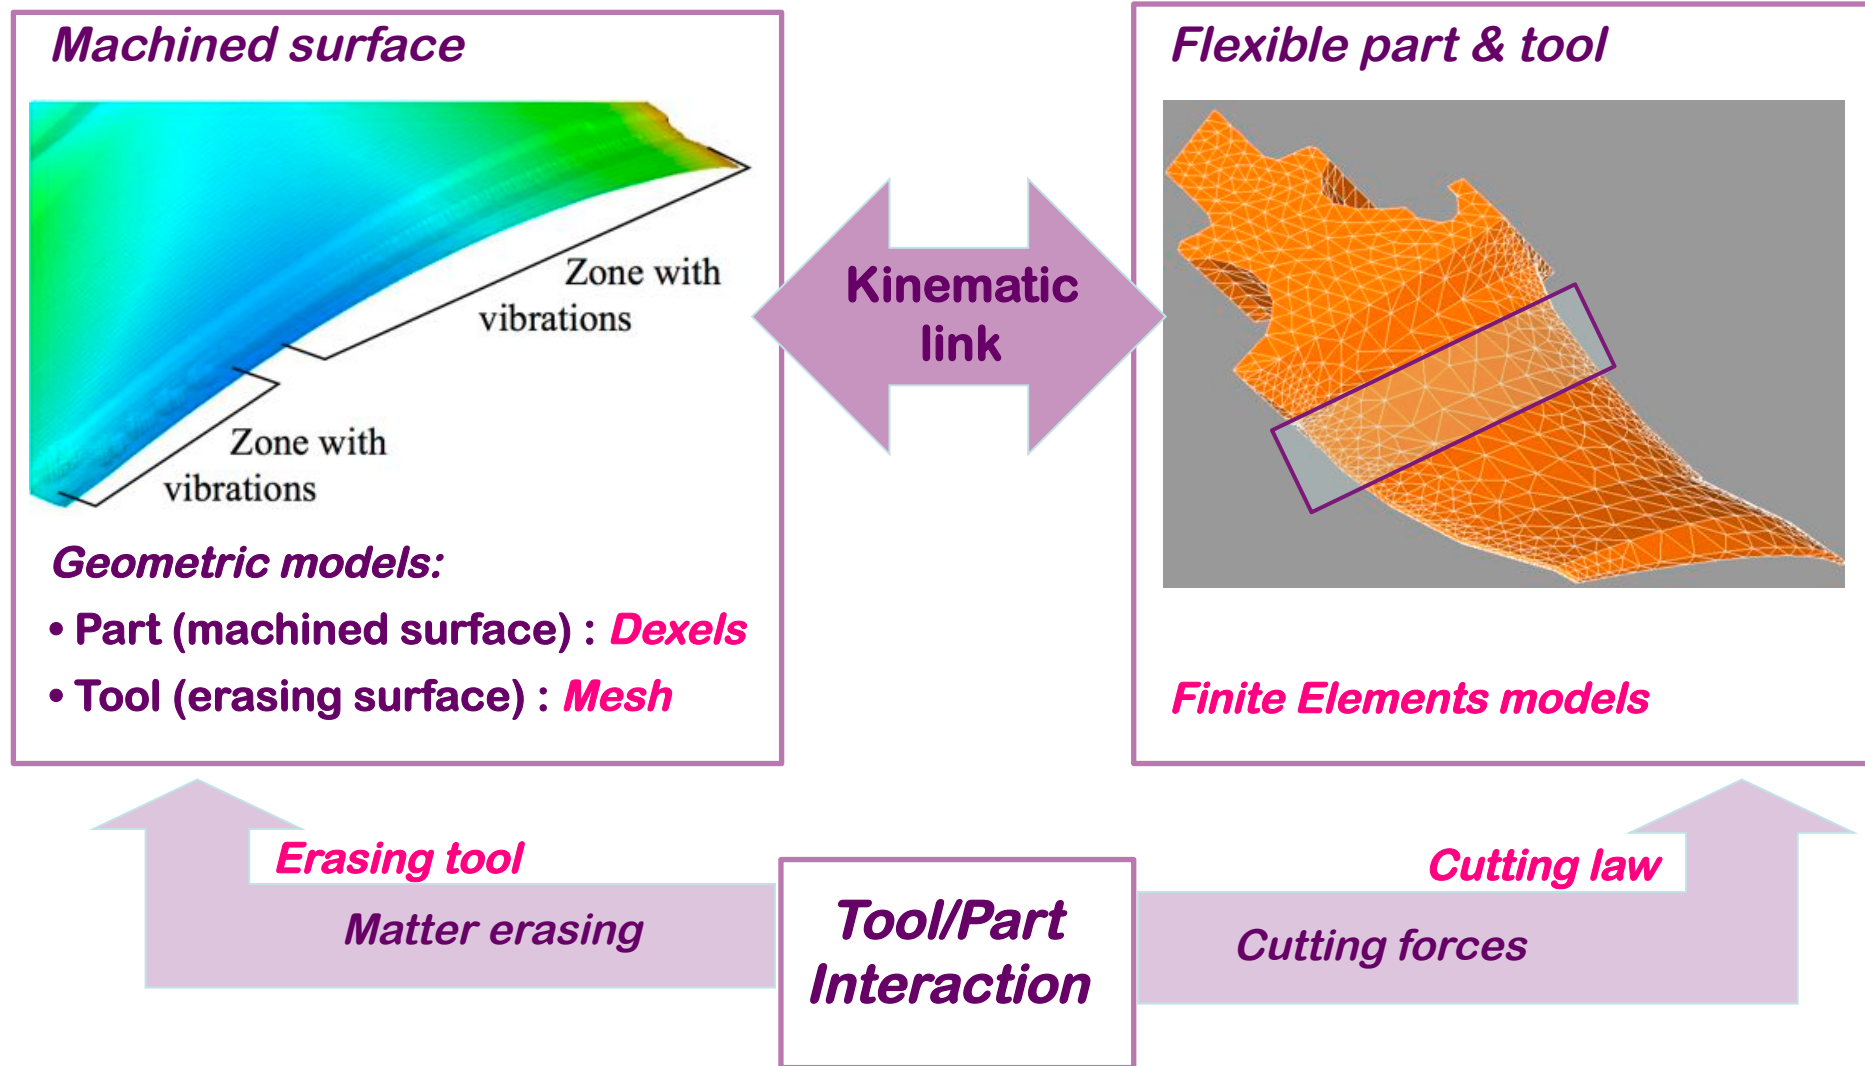 Machined surface
Zone with
vibrations
Zone with
vibrations
Geometric models:
• Part (machined surface) : Dexels
• Tool (erasing surface) : Mesh
Kinematic
link
Flexible part & tool
Finite Elements models
Erasing tool
Matter erasing
Tool/Part
Interaction
Cutting law
Cutting forces